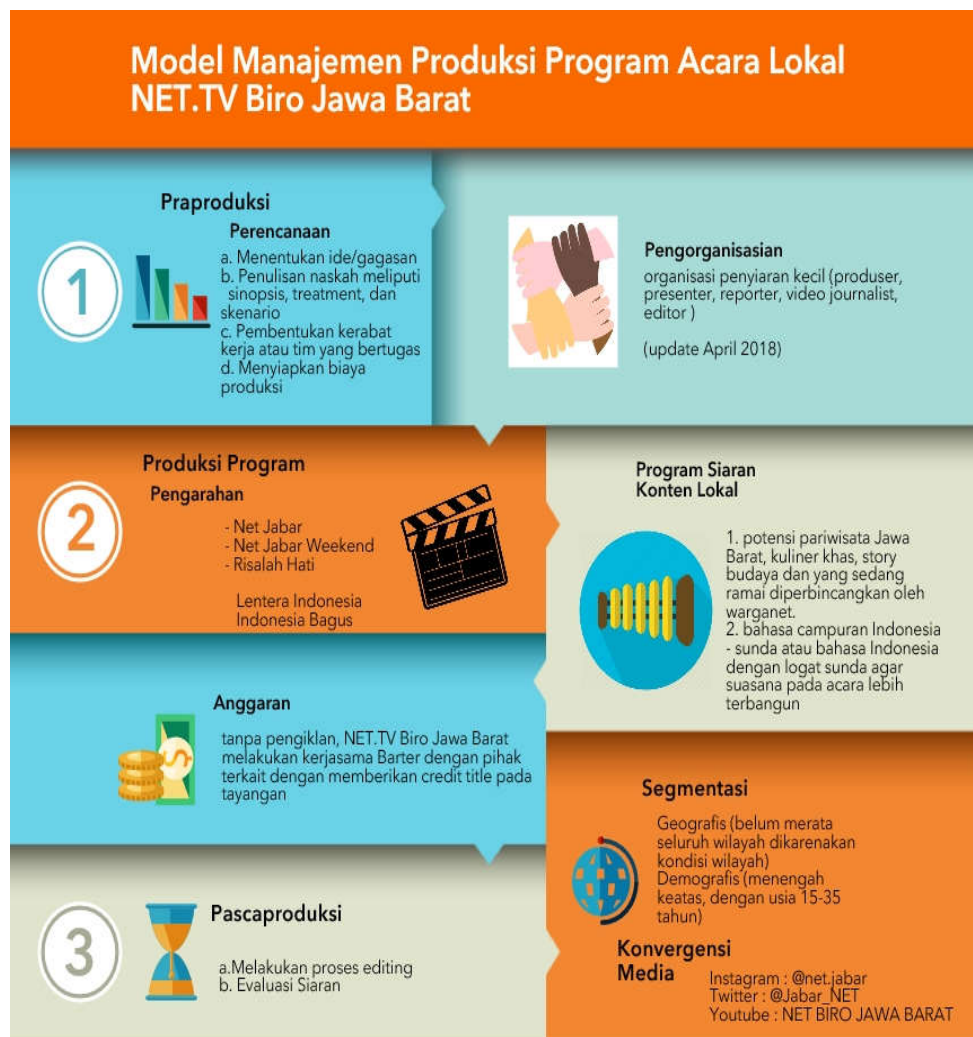 Model Manajemen Produksi Program Acara Lokal
NET.TV Biro Jawa Barat
Praproduksi
1
Perencanaan
a. Menentukan ide/gagasan
b. Penulisan naskah meliputi
sinopsis, treatment, dan
skenario
c. Pembentukan kerabat
kerja atau tim yang bertugas
d. Menyiapkan biaya
produksi
Pengorganisasian
organisasi penyiaran kecil (produser,
presenter, reporter, video journalist,
editor )
(update April 2018)
2
Produksi Program
Pengarahan
- Net Jabar
- Net Jabar Weekend
- Risalah Hati
Lentera Indonesia
Indonesia Bagus
Program Siaran
Konten Lokal
1. potensi pariwisata Jawa
Barat, kuliner khas, story
budaya dan yang sedang
ramai diperbincangkan oleh
warganet.
2. bahasa campuran Indonesia
- sunda atau bahasa Indonesia
dengan logat sunda agar
suasana pada acara lebih
terbangun
Anggaran
tanpa pengiklan, NET.TV Biro Jawa Barat
melakukan kerjasama Barter dengan pihak
terkait dengan memberikan credit title pada
tayangan
Segmentasi
Geografis (belum merata
seluruh wilayah dikarenakan
kondisi wilayah)
Demografis (menengah
keatas, dengan usia 15-35
tahun)
3
Pascaproduksi
a.Melakukan proses editing
b. Evaluasi Siaran
Konvergensi
Media
Instagram : @net.jabar
Twitter : @Jabar_NET
Youtube : NET BIRO JAWA BARAT